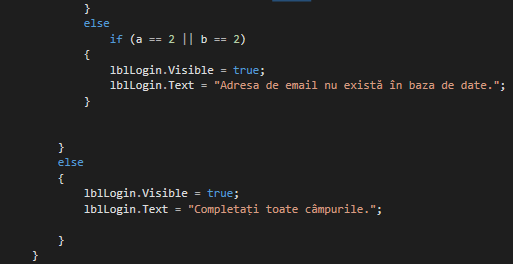 }
else
if (a == 2 || b == 2)
{
lblLogin.Visible = true;
lblLogin.Text = "Adresa de email nu există în baza de date.";
}
}
else
{
lblLogin.Visible = true;
lblLogin.Text = "Completați toate câmpurile.";
}
}